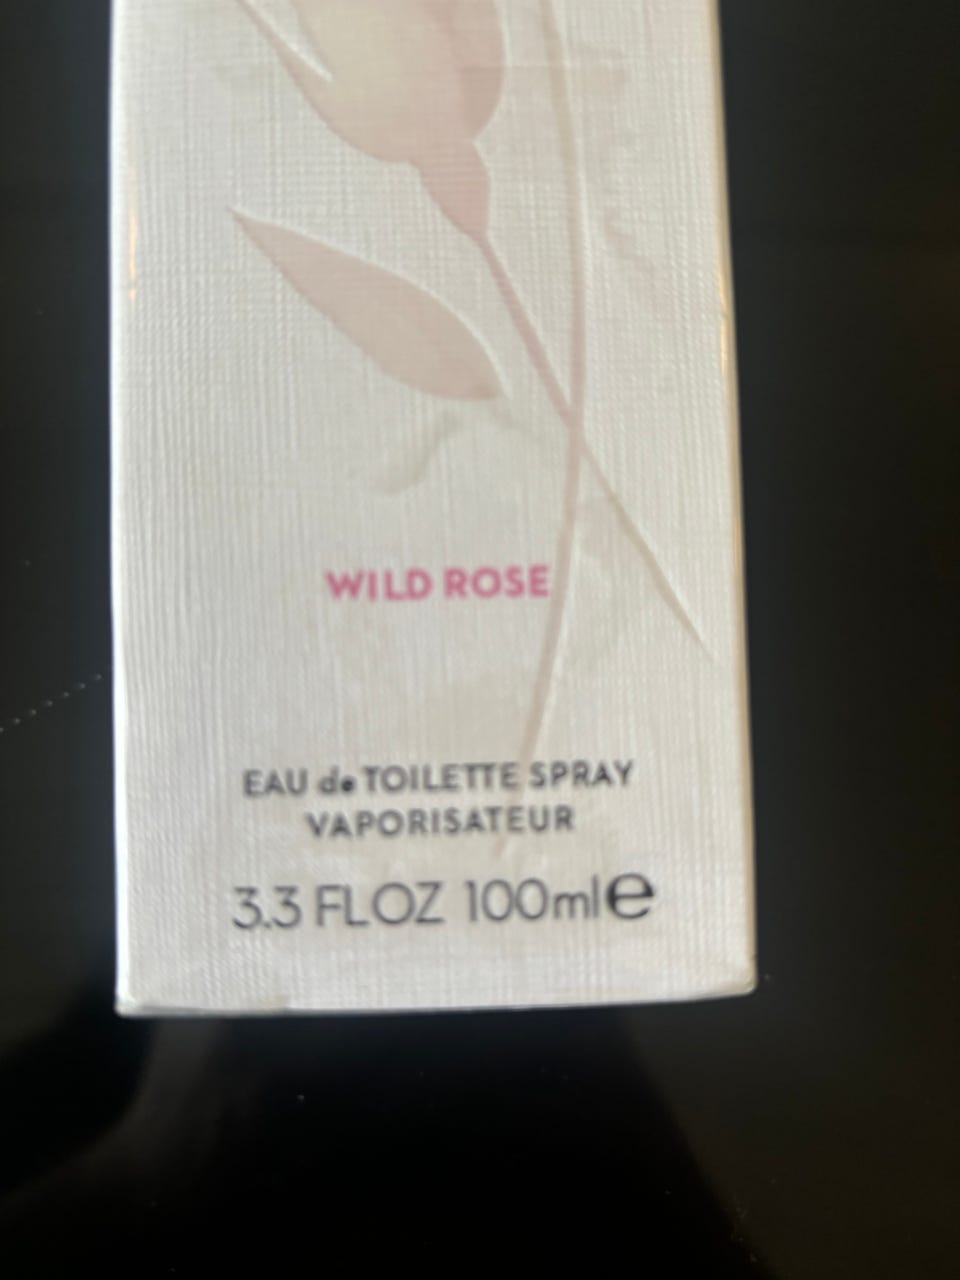 WILD ROSE
EAU de TOILETTE SPRAY
VAPORISATEUR
3.3 FL OZ 100ml e